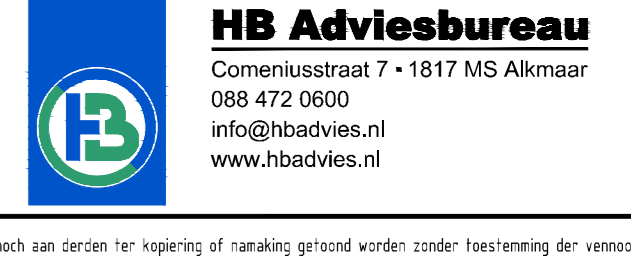 HB Adviesbureau
Comeniusstraat 7 ▪ 1817 MS Alkmaar
088 472 0600
info@hbadvies.nl
www.hbadvies.nl
HB
noch aan derden ter kopiering of namaking getoond worden zonder toestemming der